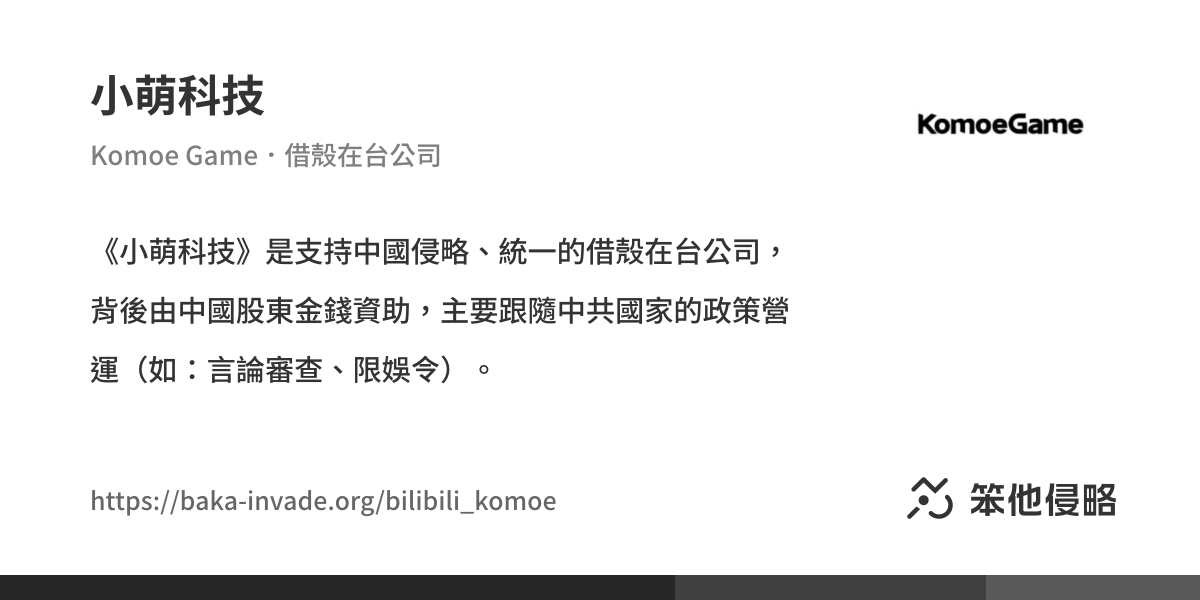 小萌科技
KomoeGame
Komoe Game・借殼在台公司
《小萌科技》是支持中國侵略、統一的借殼在台公司，
背後由中國股東金錢資助，主要跟隨中共國家的政策營
運（如：言論審查、限娛令）。
https://baka-invade.org/bilibili_komoe
笨他侵略